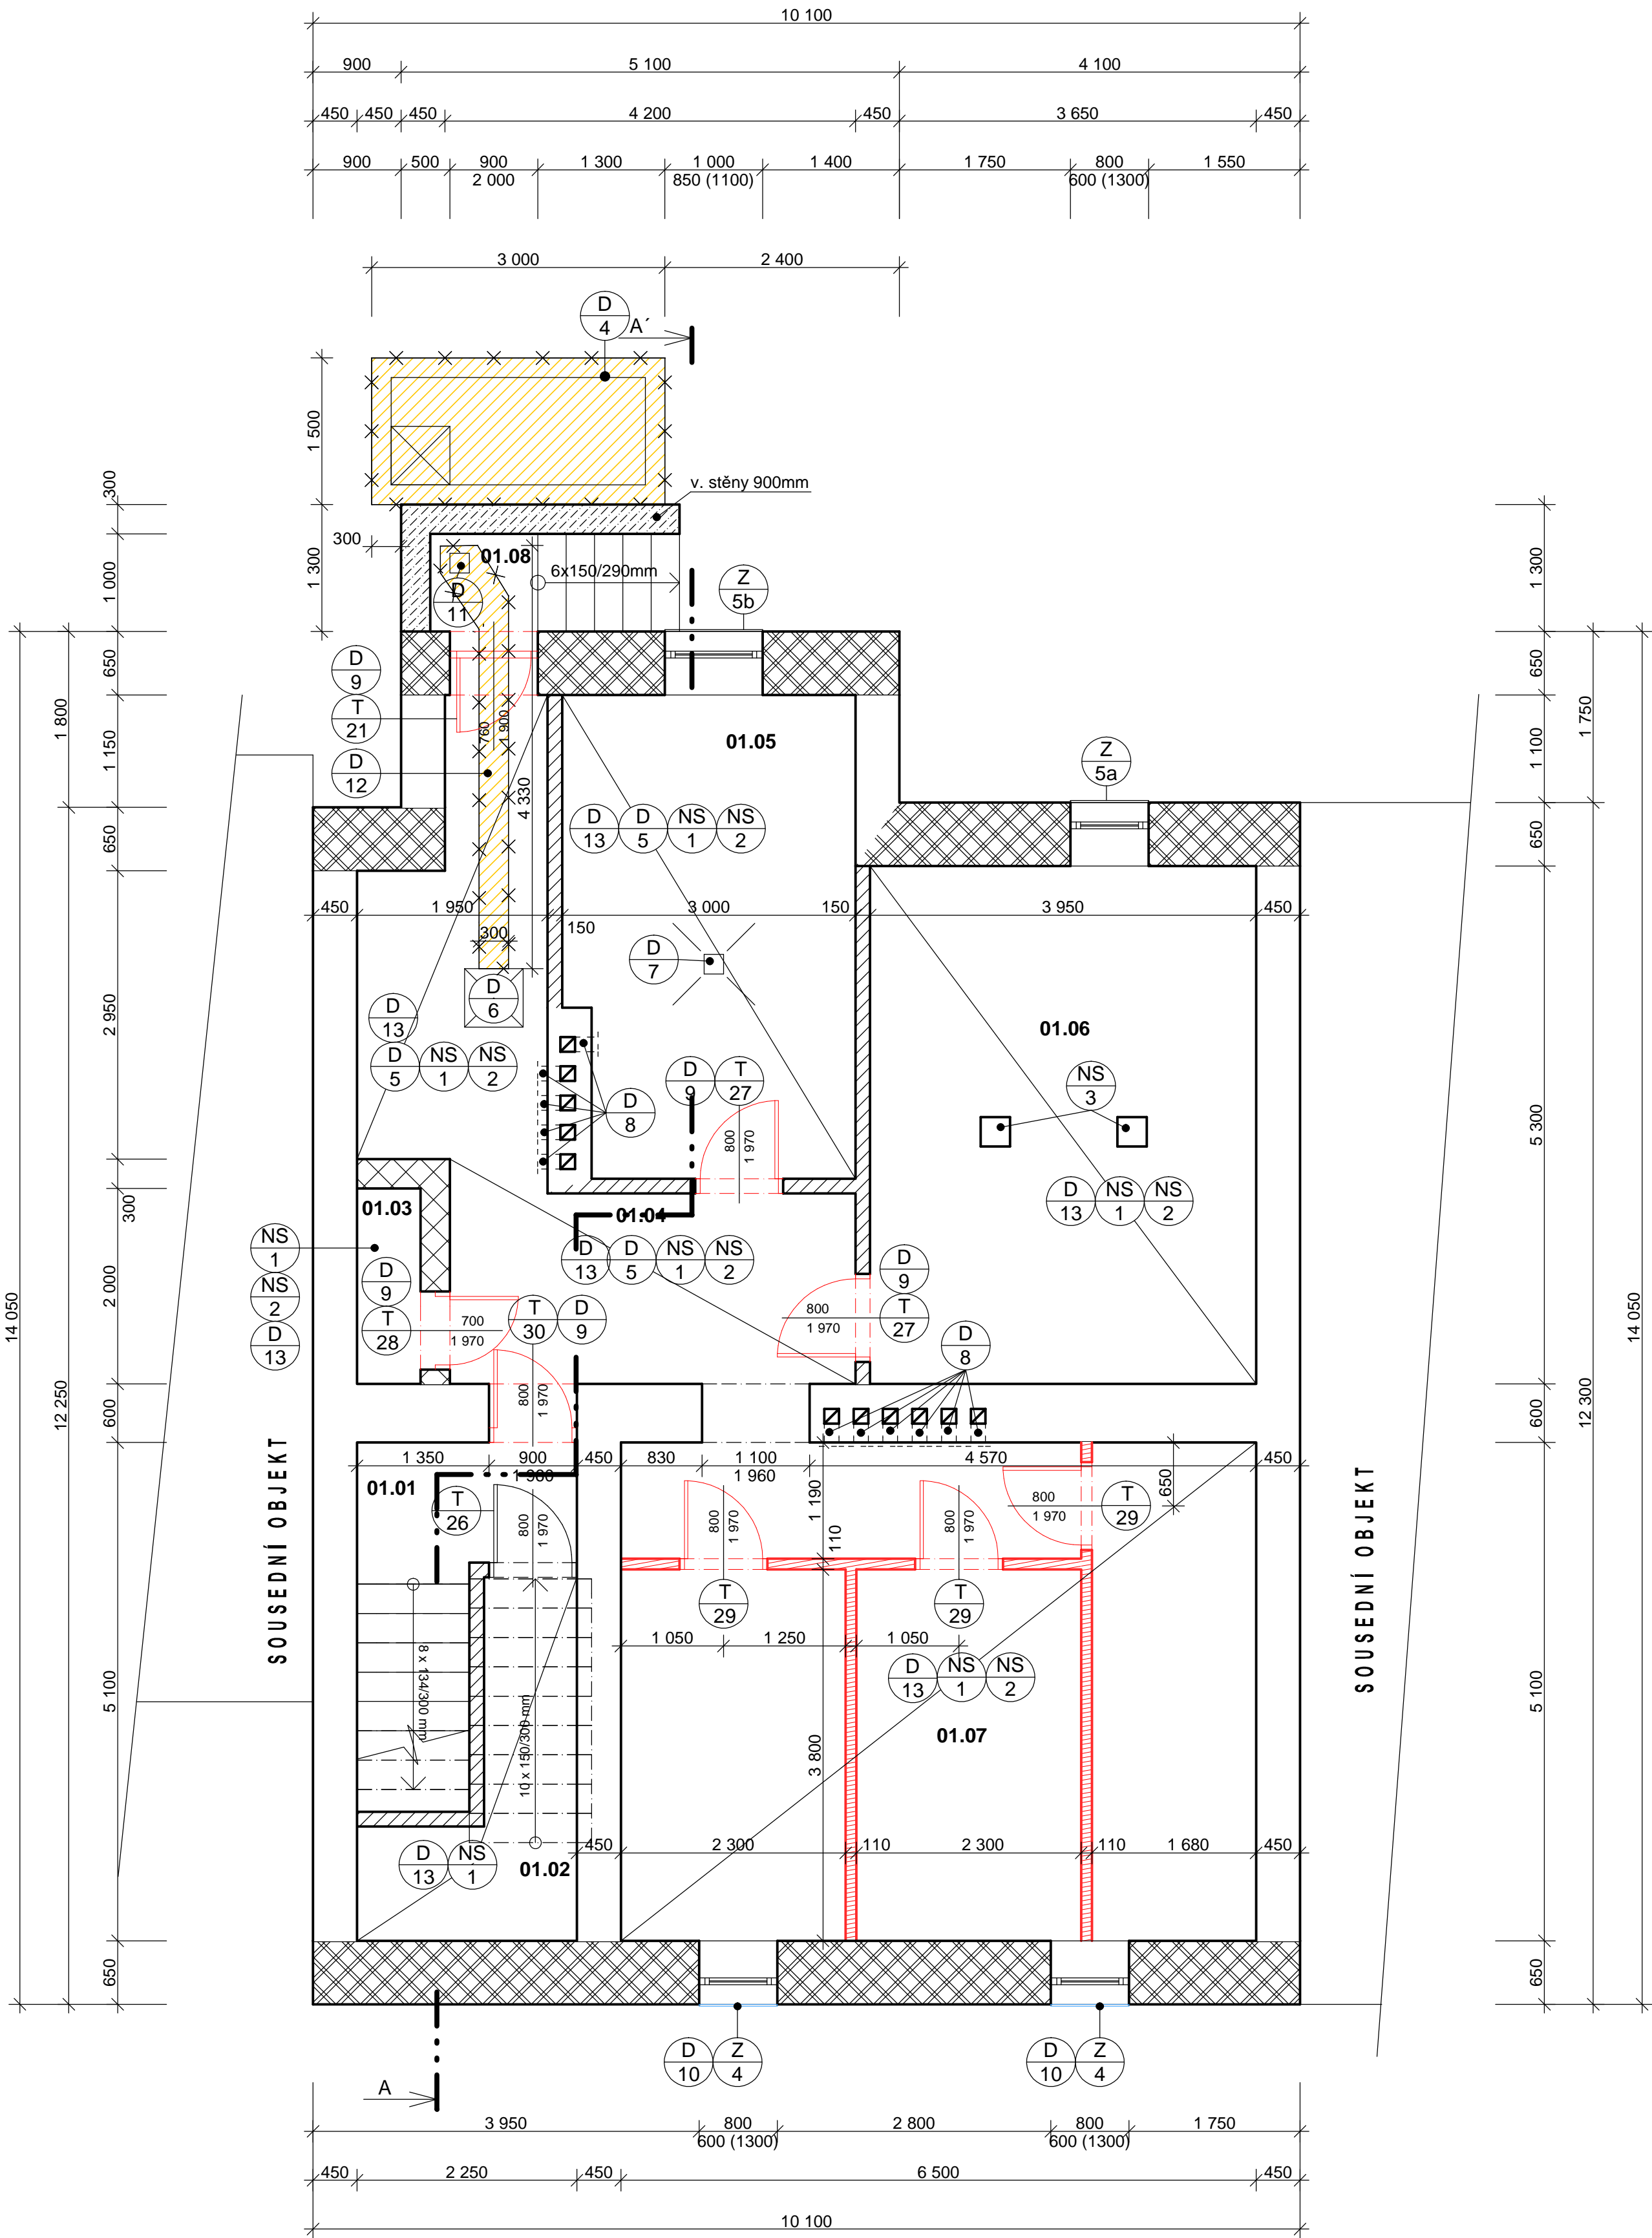 10 100
900 5 100 4 100
450 450 450 4 200 450 3 650 450
900 500 900 1 300 1 000 1 400 1 750 800 1 550
2 000 850 (1100) 600 (1300)
3 000 2 400
D
4
A´
1 500
300
v. stěny 900mm
300
01.08
1 000
1 300
6x150/290mm
1 300
D
11
Z
5b
650
D
9
T
21
760
1 900
650
1 800
1 150
01.05
1 100
1 750
D
12
Z
5a
4 330
D
13
D
5
NS
1
NS
2
650
650
450 1 950 3 000 150 3 950 450
150
300
D
7
D
6
2 950
D
13
D
5
NS
1
NS
2
01.06
NS
3
D
9
T
27
800
1 970
D
8
5 300
300
01.03
01.04
D
13
NS
1
NS
2
NS
1
NS
2
D
13
D
13
D
5
NS
1
NS
2
D
9
T
28
700
1 970
T
30
D
9
D
9
T
27
800
1 970
2 000
14 050
14 050
D
8
12 250
12 300
600
800
1 970
600
1 350 900 450 830 1 100 4 570 450
1 960 1 960
01.01
T
26
800
1 970
1 190
110
800
1 970
800
1 970
800
1 970
T
29
650
SOUSEDNÍ OBJEKT
SOUSEDNÍ OBJEKT
T
29
T
29
1 050 1 250 1 050
8 x 134/300 mm
10 x 150/300 mm
D
13
NS
1
NS
2
5 100
5 100
01.07
3 800
450 2 300 110 2 300 110 1 680 450
D
13
NS
1
01.02
650
650
D
10
Z
4
D
10
Z
4
A
3 950 800 2 800 800 1 750
600 (1300) 600 (1300)
450 2 250 450 6 500 450
10 100